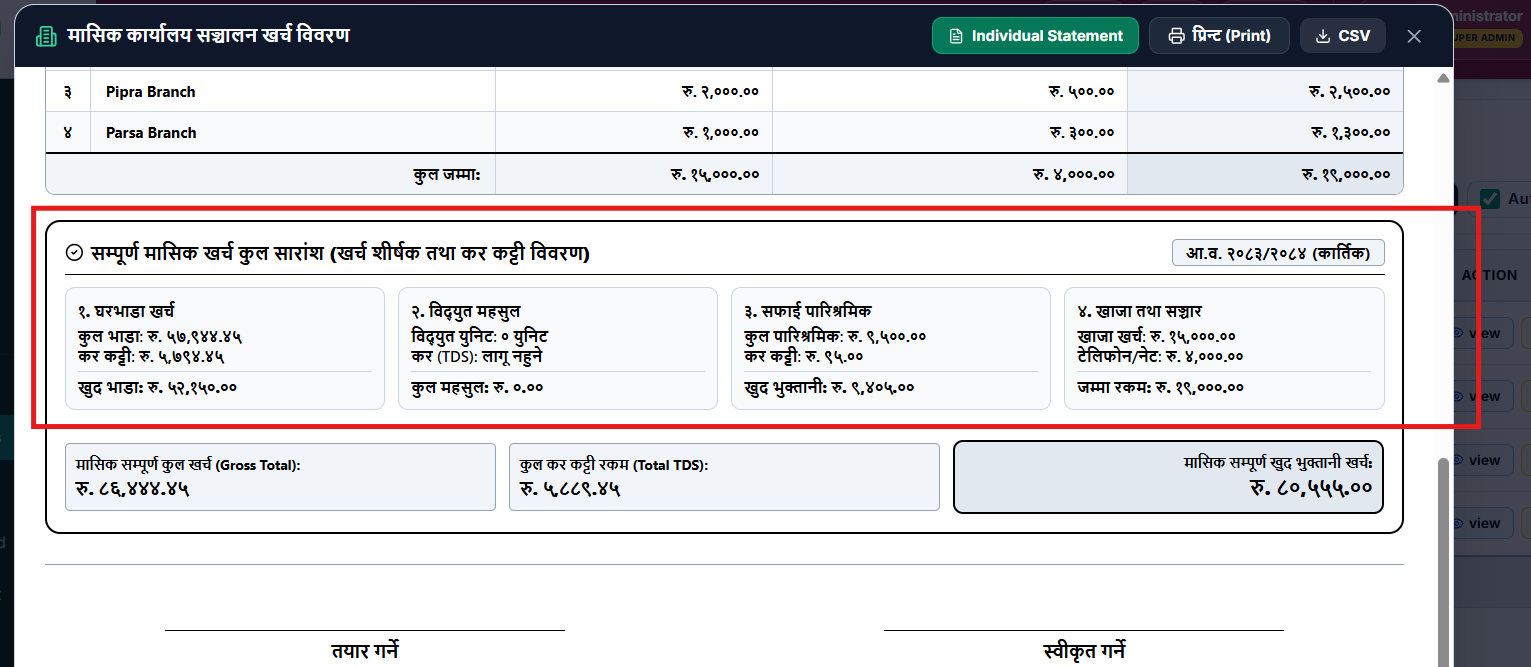 मासिक कार्यालय सञ्चालन खर्च विवरण
Individual Statement
प्रिन्ट (Print)
CSV
ministrator
UPER ADMIN
३ Pipra Branch रु. २,०००.०० रु. ५००.०० रु. २,५००.००
४ Parsa Branch रु. १,०००.०० रु. ३००.०० रु. १,३००.००
कुल जम्मा: रु. १५,०००.०० रु. ४,०००.०० रु. १९,०००.००
सम्पूर्ण मासिक खर्च कुल सारांश (खर्च शीर्षक तथा कर कट्टी विवरण)
आ.व. २०८३/२०८४ (कार्तिक)
१. घरभाडा खर्च
कुल भाडा: रु. ५७,९४४.४५
कर कट्टी: रु. ५,७९४.४५
खुद भाडा: रु. ५२,१५०.००
२. विद्युत महसुल
विद्युत युनिट: ० युनिट
कर (TDS): लागू नहुने
कुल महसुल: रु. ०.००
३. सफाई पारिश्रमिक
कुल पारिश्रमिक: रु. ९,५००.००
कर कट्टी: रु. ९५.००
खुद भुक्तानी: रु. ९,४०५.००
४. खाजा तथा सञ्चार
खाजा खर्च: रु. १५,०००.००
टेलिफोन/नेट: रु. ४,०००.००
जम्मा रकम: रु. १९,०००.००
मासिक सम्पूर्ण कुल खर्च (Gross Total):
रु. ८६,४४४.४५
कुल कर कट्टी रकम (Total TDS):
रु. ५,८८९.४५
मासिक सम्पूर्ण खुद भुक्तानी खर्च:
रु. ८०,५५५.००
तयार गर्ने
स्वीकृत गर्ने
Au
ACTION
view
view
view
view